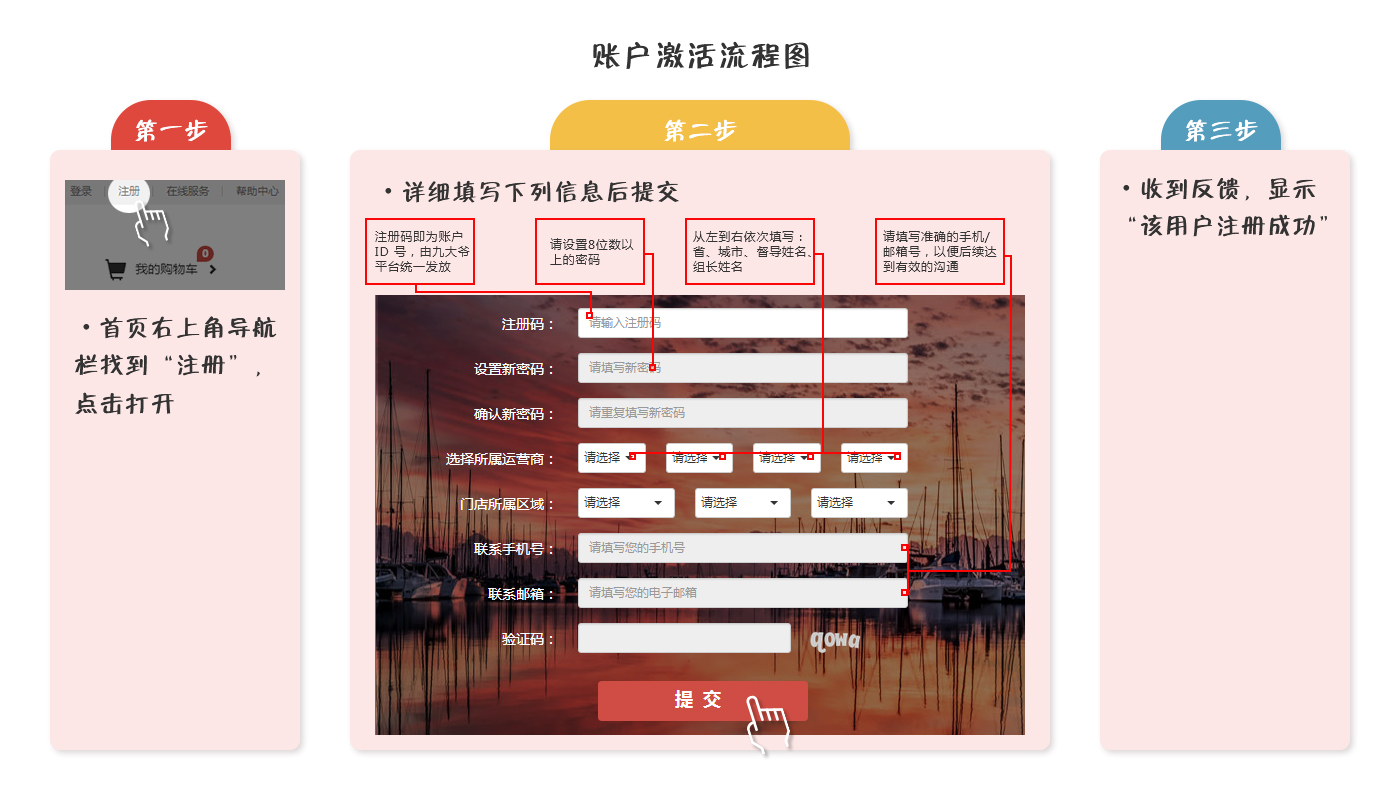 账户激活流程图
第一步
登录 | 注册 | 在线服务 | 帮助中心
0
我的购物车
·首页右上角导航
栏找到“注册”，
点击打开
第二步
·详细填写下列信息后提交
注册码即为账户
ID 号，由九大爷
平台统一发放
请设置8位数以
上的密码
从左到右依次填写：
省、城市、督导姓名、
组长姓名
请填写准确的手机/
邮箱号，以便后续达
到有效的沟通
注册码： 请输入注册码
设置新密码： 请填写新密码
确认新密码： 请重复填写新密码
选择所属运营商： 请选择 请选择 请选择 请选择
门店所属区域： 请选择 请选择 请选择
联系手机号： 请填写您的手机号
联系邮箱： 请填写您的电子邮箱
验证码： qowa
提 交
第三步
·收到反馈，显示
“该用户注册成功”